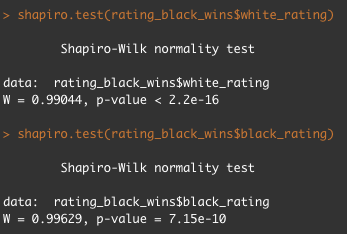 > shapiro.test(rating_black_wins$white_rating)
Shapiro-Wilk normality test
data:  rating_black_wins$white_rating
W = 0.99044, p-value < 2.2e-16
> shapiro.test(rating_black_wins$black_rating)
Shapiro-Wilk normality test
data:  rating_black_wins$black_rating
W = 0.99629, p-value = 7.15e-10